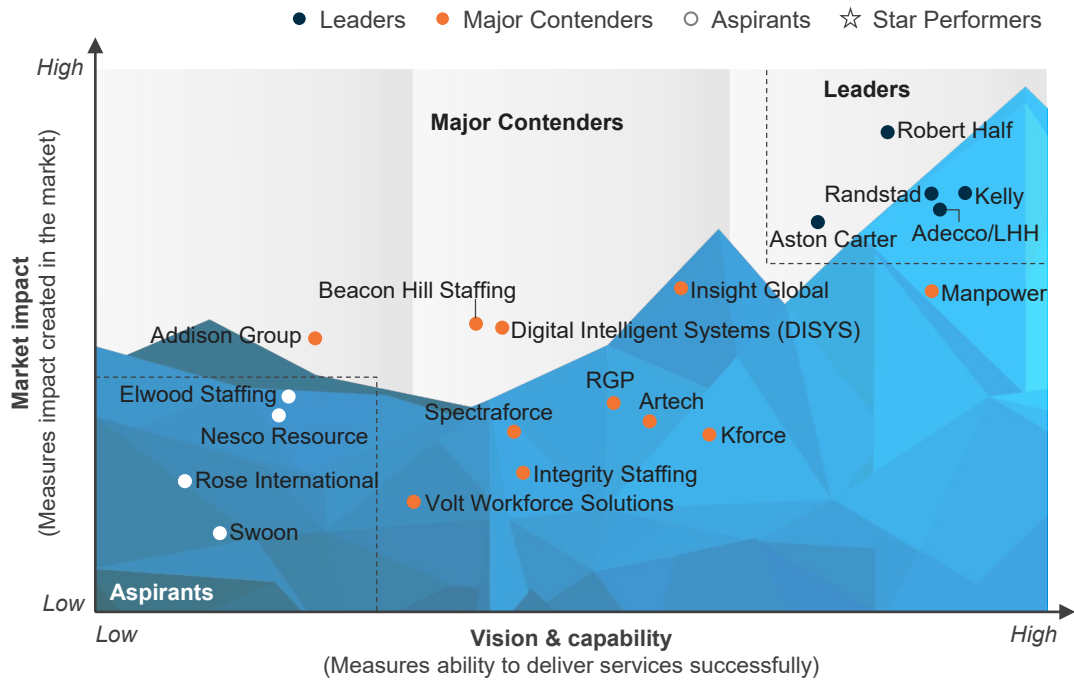 Leaders
Major Contenders
Aspirants
Star Performers
High
Market impact
(Measures impact created in the market)
Low
Leaders
Major Contenders
Robert Half
Randstad
Kelly
Adecco/LHH
Aston Carter
Beacon Hill Staffing
Insight Global
Manpower
Addison Group
Digital Intelligent Systems (DISYS)
RGP
Elwood Staffing
Artech
Spectraforce
Nesco Resource
Kforce
Rose International
Integrity Staffing
Volt Workforce Solutions
Swoon
Aspirants
Low
Vision & capability
High
(Measures ability to deliver services successfully)